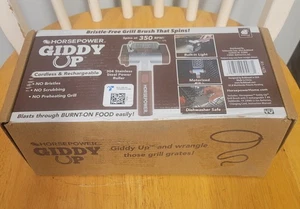 Bristle-Free Grill Brush That Spins!
HORSEPOWER
GIDDY
UP
Cordless & Rechargeable
NO Bristles
NO Scrubbing
NO Preheating Grill
Spins at 350 RPM!
304 Stainless
Steel Power
Roller
HORSEPOWER
Built-In Light
Motorized
Dishwasher Safe
Blasts through BURNT-ON FOOD easily!
HORSEPOWER
GIDDY
UP
Giddy Up™ and wrangle
those grill grates!